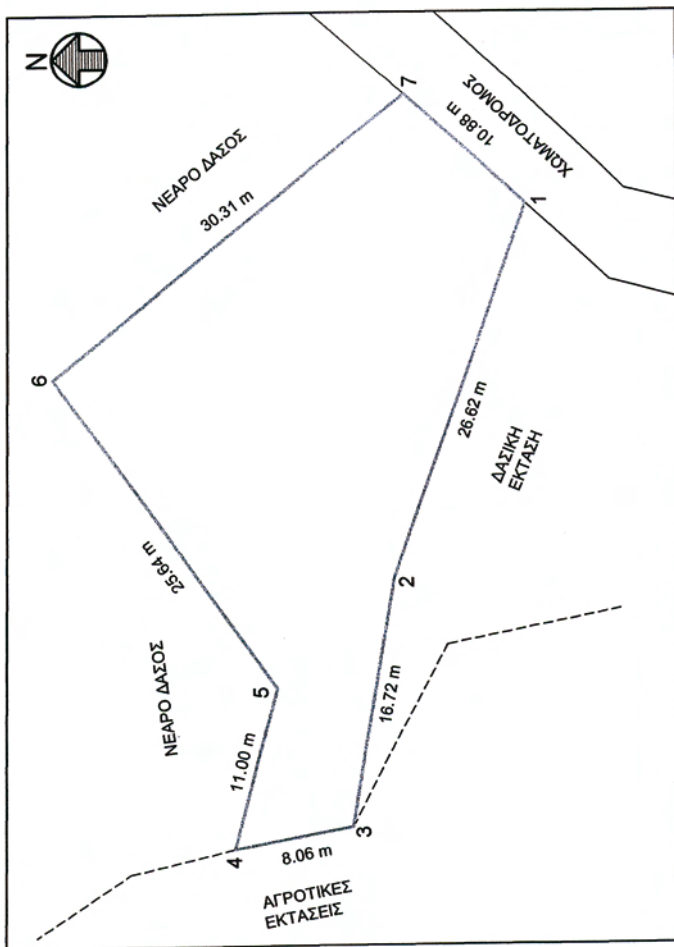 N
ΝΕΑΡΟ ΔΑΣΟΣ
30.31 m
7
10.88 m
ΧΩΜΑΤΟΔΡΟΜΟΣ
1
6
26.62 m
ΔΑΣΙΚΗ
ΕΚΤΑΣΗ
25.64 m
2
ΝΕΑΡΟ ΔΑΣΟΣ
5
16.72 m
11.00 m
3
4
8.06 m
ΑΓΡΟΤΙΚΕΣ
ΕΚΤΑΣΕΙΣ